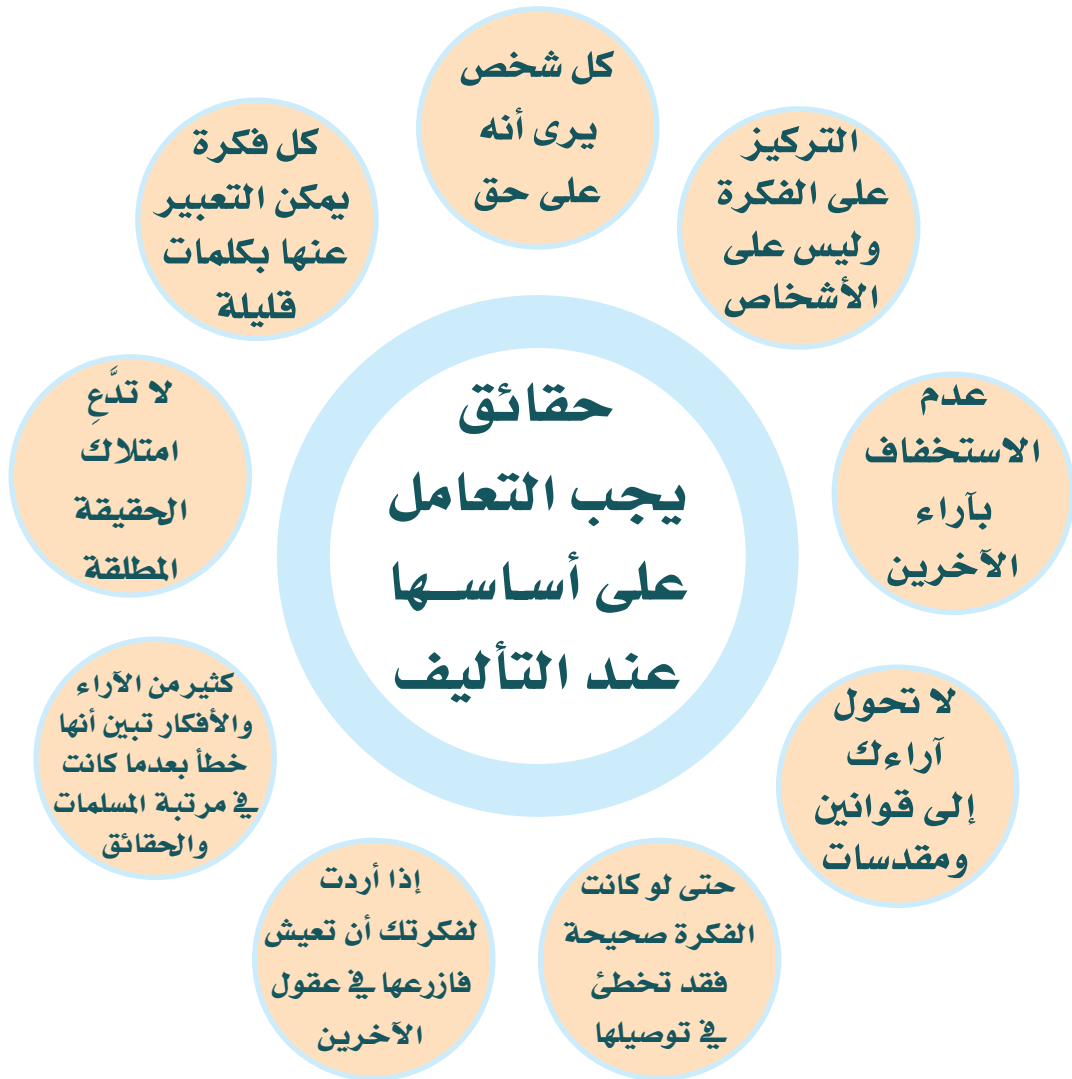 حقائق
يجب التعامل
على أساســها
عند التأليف
كل شخص
يرى أنه
على حق
التركيز
على الفكرة
وليس على
الأشخاص
عدم
الاستخفاف
بآراء
الآخرين
لا تحول
آراءك
إلى قوانين
ومقدسات
حتى لو كانت
الفكرة صحيحة
فقد تخطئ
في توصيلها
إذا أردت
لفكرتك أن تعيش
فازرعها في عقول
الآخرين
كثير من الآراء
والأفكار تبين أنها
خطأ بعدما كانت
في مرتبة المسلمات
والحقائق
لا تدَّعِ
امتلاك
الحقيقة
المطلقة
كل فكرة
يمكن التعبير
عنها بكلمات
قليلة